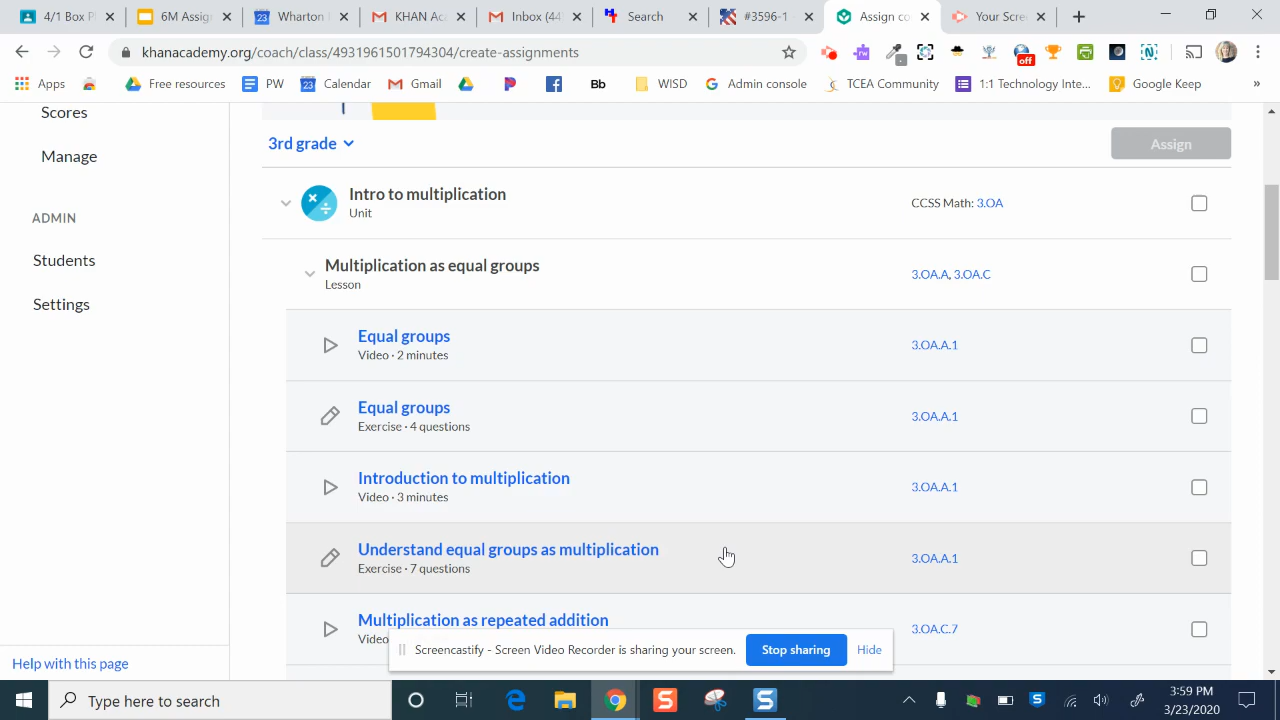 4/1 Box P
6M Assig
Wharton
KHAN Ac
Inbox (44
Search
#3596-1
Assign co
Your Scre
khanacademy.org/coach/class/4931961501794304/create-assignments
off
Apps
Free resources
PW
Calendar
Gmail
Bb
WISD
Admin console
TCEA Community
1:1 Technology Inte...
Google Keep
»
Scores
Manage
ADMIN
Students
Settings
Help with this page
3rd grade
Assign
Intro to multiplication
Unit
CCSS Math: 3.OA
Multiplication as equal groups
Lesson
3.OA.A, 3.OA.C
Equal groups
Video · 2 minutes
3.OA.A.1
Equal groups
Exercise · 4 questions
3.OA.A.1
Introduction to multiplication
Video · 3 minutes
3.OA.A.1
Understand equal groups as multiplication
Exercise · 7 questions
3.OA.A.1
Multiplication as repeated addition
Video
3.OA.C.7
Screencastify - Screen Video Recorder is sharing your screen.
Stop sharing
Hide
Type here to search
3:59 PM
3/23/2020